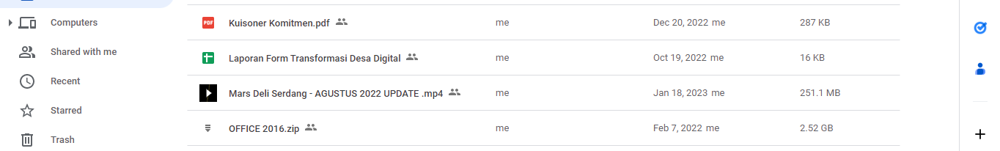 Computers
Shared with me
Recent
Starred
Trash
PDF Kuisoner Komitmen.pdf me Dec 20, 2022 me 287 KB
Laporan Form Transformasi Desa Digital me Oct 19, 2022 me 16 KB
Mars Deli Serdang - AGUSTUS 2022 UPDATE .mp4 me Jan 18, 2023 me 251.1 MB
OFFICE 2016.zip me Feb 7, 2022 me 2.52 GB